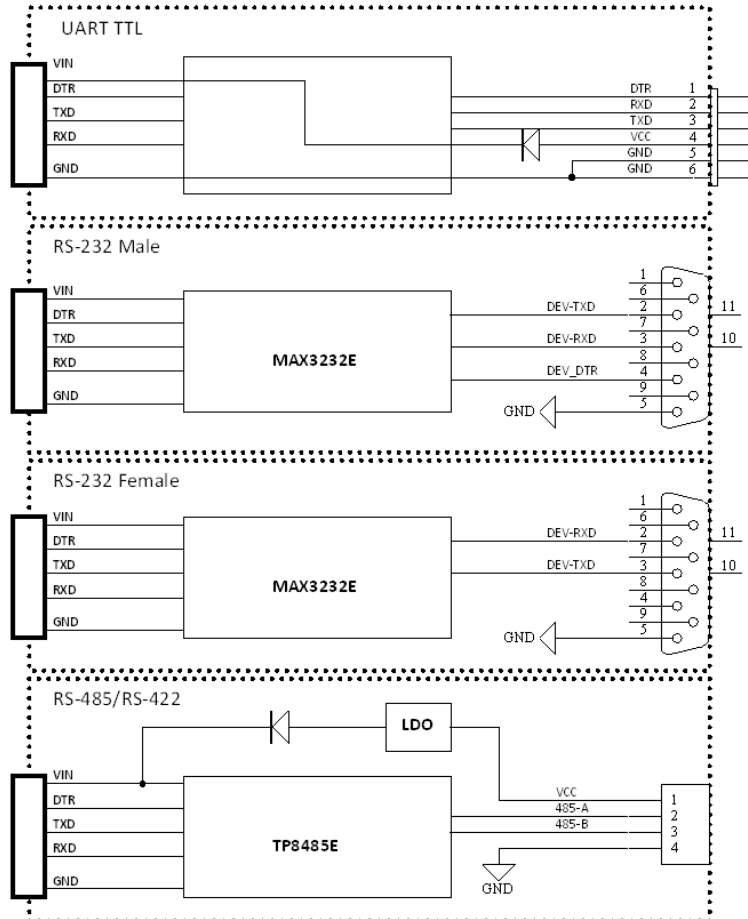 UART TTL
VIN
DTR
TXD
RXD
GND
DTR 1
RXD 2
TXD 3
VCC 4
GND 5
GND 6
RS-232 Male
VIN
DTR
TXD
RXD
GND
MAX3232E
DEV-TXD
DEV-RXD
DEV_DTR
GND
1
6
2
7
3
8
4
9
5
11
10
RS-232 Female
VIN
DTR
TXD
RXD
GND
MAX3232E
DEV-RXD
DEV-TXD
GND
1
6
2
7
3
8
4
9
5
11
10
RS-485/RS-422
LDO
VIN
DTR
TXD
RXD
GND
TP8485E
VCC
485-A
485-B
GND
1
2
3
4